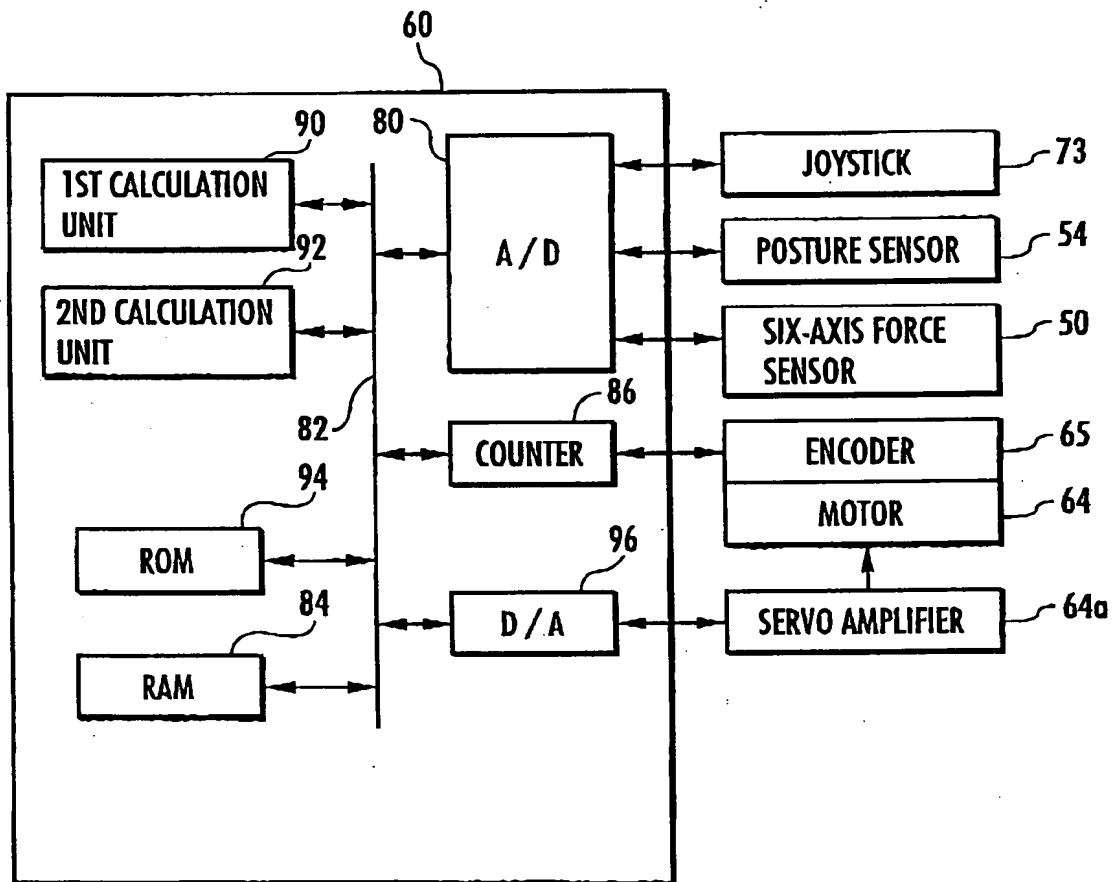 60
90
80
1ST CALCULATION
UNIT
JOYSTICK
73
92
A/D
POSTURE SENSOR
54
2ND CALCULATION
UNIT
SIX-AXIS FORCE
SENSOR
50
82
86
COUNTER
ENCODER
65
94
MOTOR
64
ROM
96
D/A
SERVO AMPLIFIER
64a
84
RAM